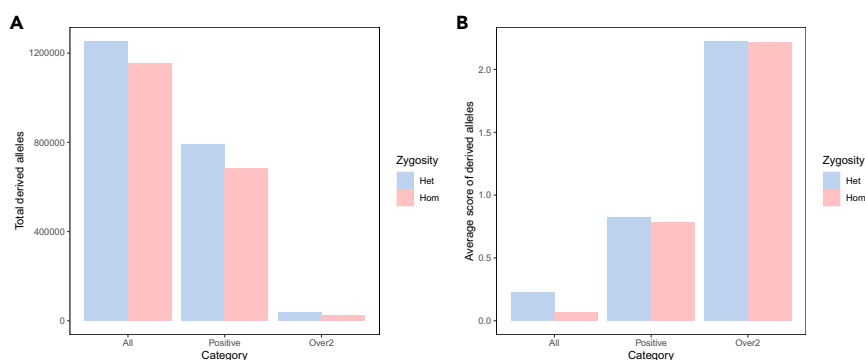 A
Total derived alleles
1200000
800000
400000
0
All
Positive
Over2
Category
Zygosity
Het
Hom
B
Average score of derived alleles
2.0
1.5
1.0
0.5
0.0
All
Positive
Over2
Category
Zygosity
Het
Hom